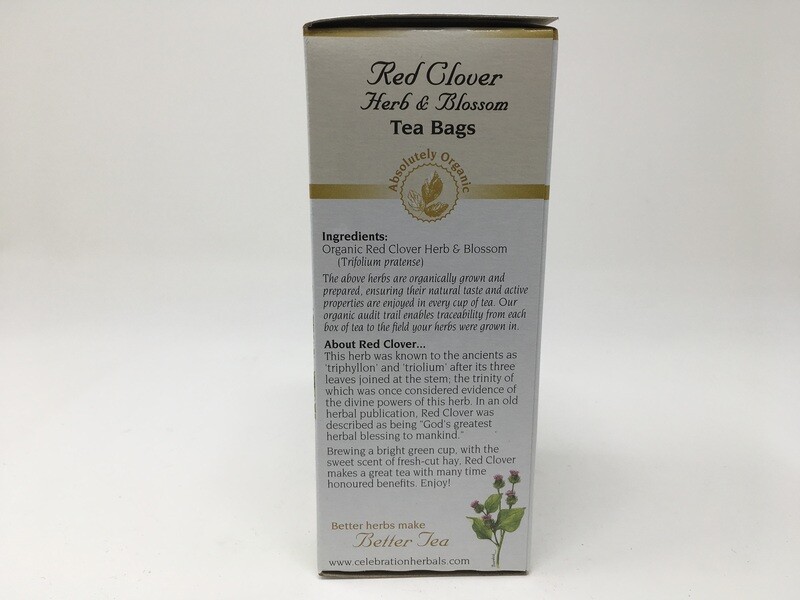 Red Clover
Herb & Blossom
Tea Bags
Absolutely Organic
Ingredients:
Organic Red Clover Herb & Blossom
(Trifolium pratense)
The above herbs are organically grown and
prepared, ensuring their natural taste and active
properties are enjoyed in every cup of tea. Our
organic audit trail enables traceability from each
box of tea to the field your herbs were grown in.
About Red Clover...
This herb was known to the ancients as
'triphyllon' and 'triolium' after its three
leaves joined at the stem; the trinity of
which was once considered evidence of
the divine powers of this herb. In an old
herbal publication, Red Clover was
described as being "God's greatest
herbal blessing to mankind."
Brewing a bright green cup, with the
sweet scent of fresh-cut hay, Red Clover
makes a great tea with many time
honoured benefits. Enjoy!
Better herbs make
Better Tea
www.celebrationherbals.com